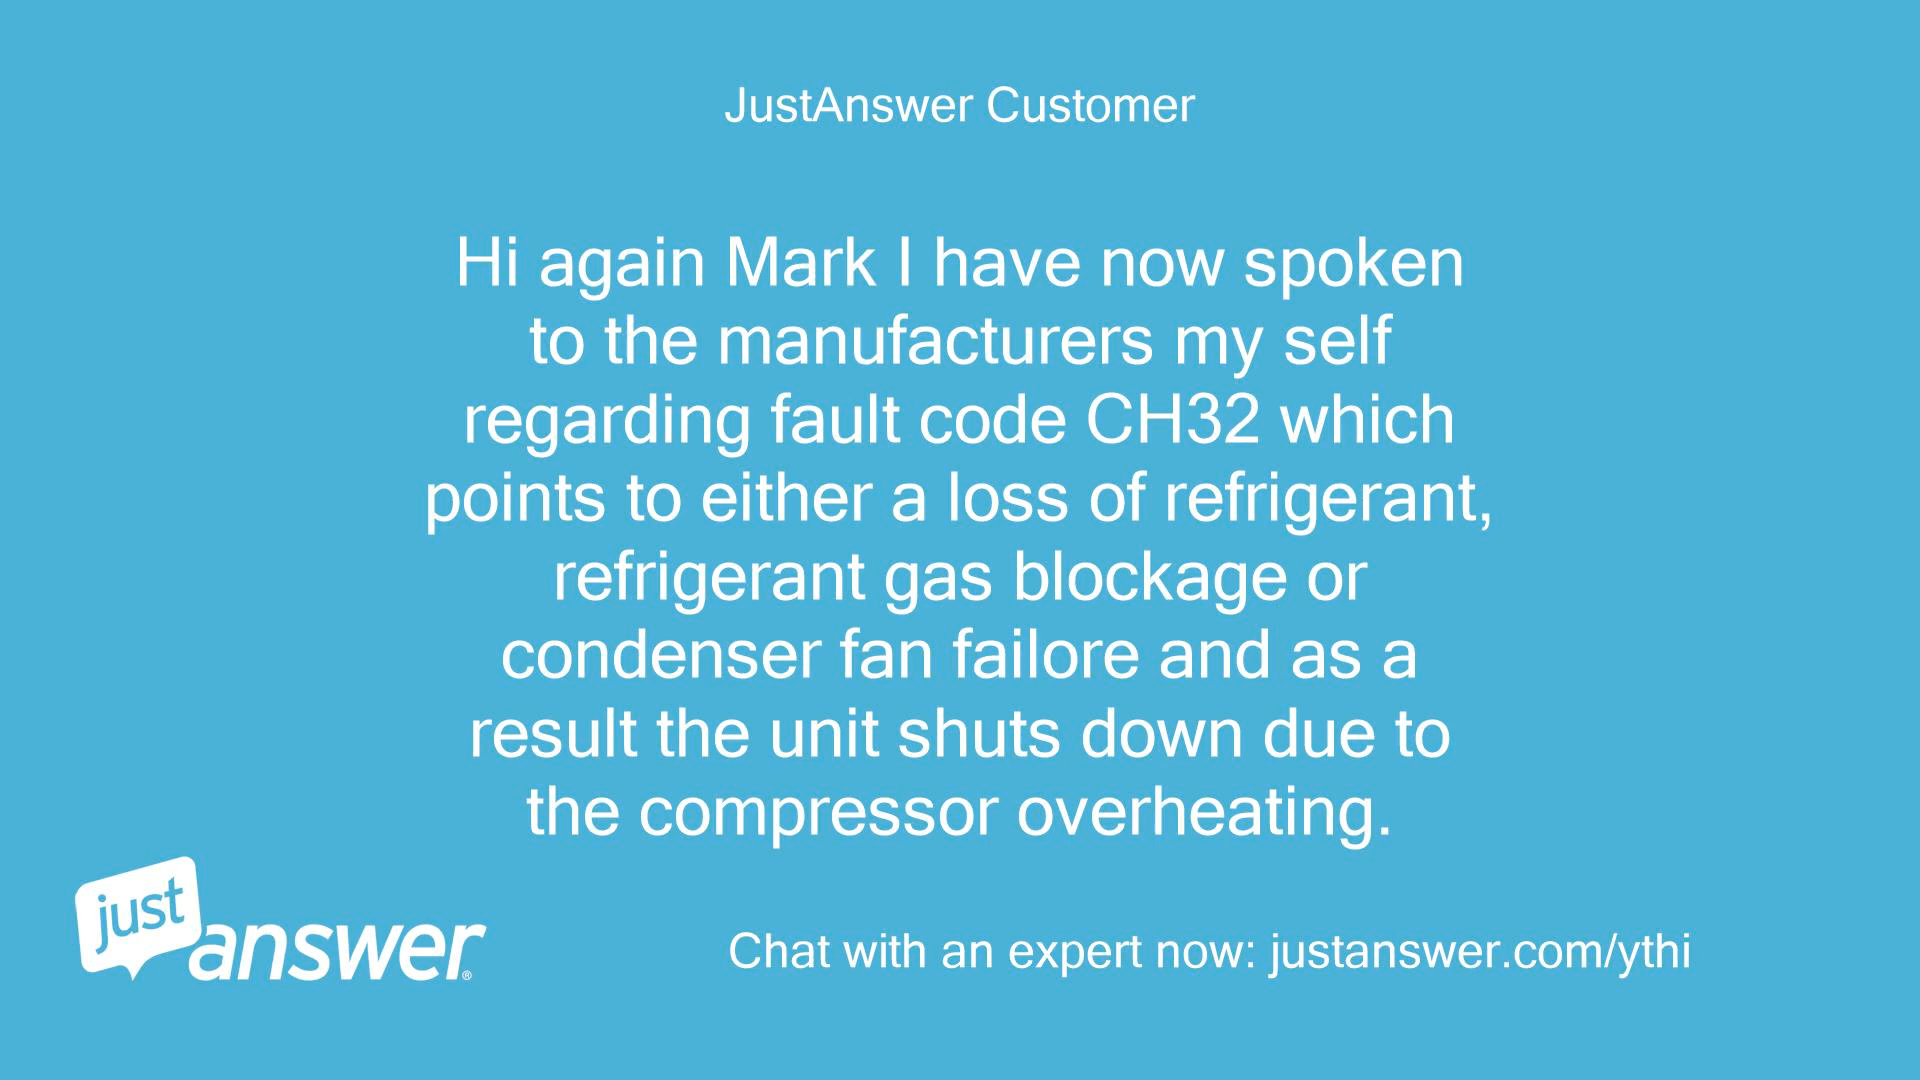 JustAnswer Customer
Hi again Mark I have now spoken
to the manufacturers my self
regarding fault code CH32 which
points to either a loss of refrigerant,
refrigerant gas blockage or
condenser fan failore and as a
result the unit shuts down due to
the compressor overheating.
just
answer®
Chat with an expert now: justanswer.com/ythi